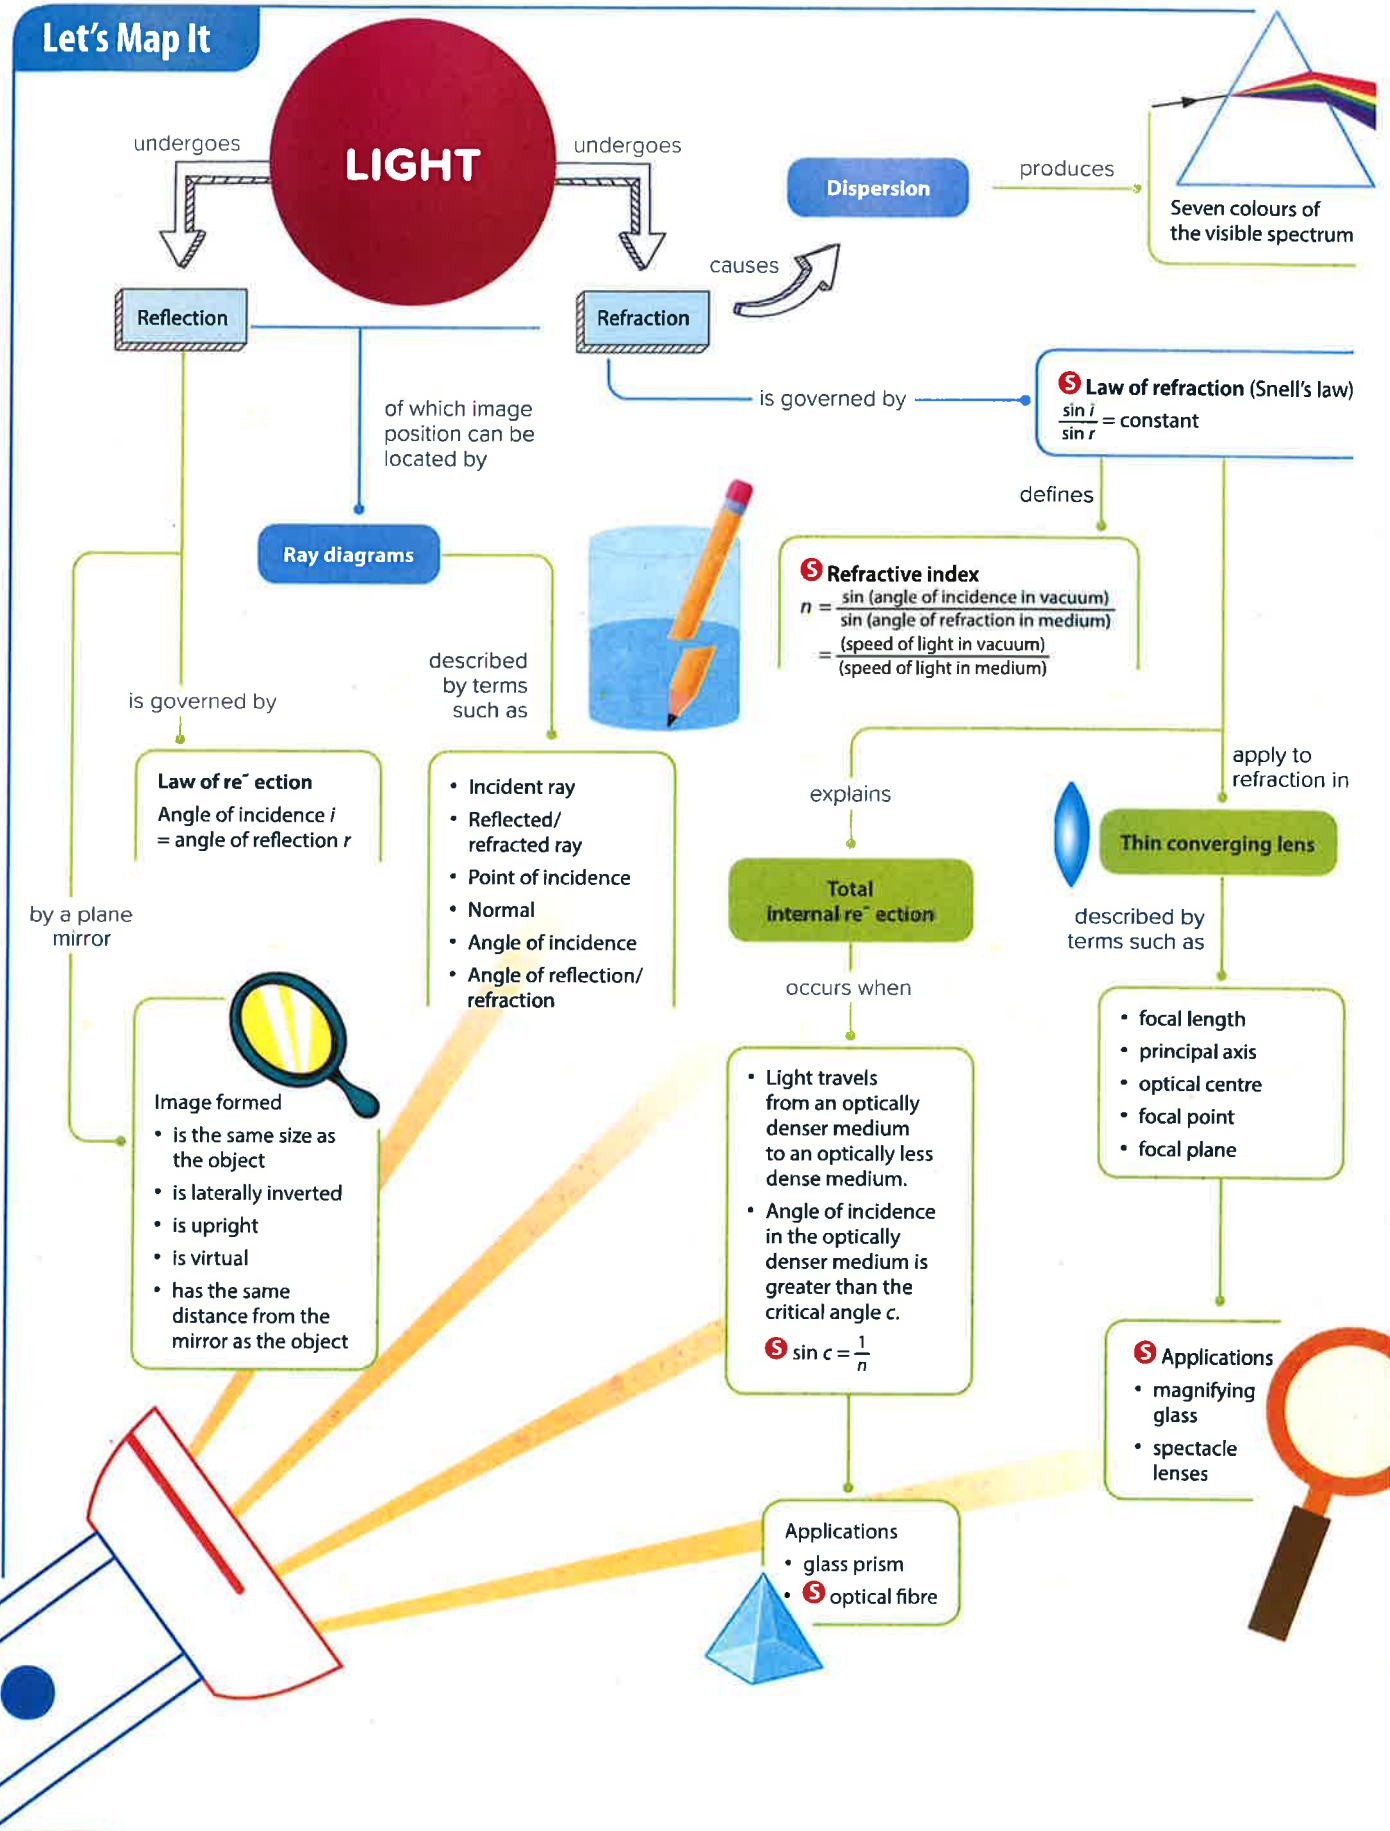 Let's Map It
LIGHT
undergoes
undergoes
Reflection
Refraction
causes
Dispersion
produces
Seven colours of
the visible spectrum
is governed by
S Law of refraction (Snell's law)
sin i / sin r = constant
of which image
position can be
located by
Ray diagrams
defines
S Refractive index
n = sin (angle of incidence in vacuum) / sin (angle of refraction in medium)
= (speed of light in vacuum) / (speed of light in medium)
described
by terms
such as
is governed by
Law of re‾ ection
Angle of incidence i
= angle of reflection r
• Incident ray
• Reflected/
refracted ray
• Point of incidence
• Normal
• Angle of incidence
• Angle of reflection/
refraction
by a plane
mirror
Image formed
• is the same size as
the object
• is laterally inverted
• is upright
• is virtual
• has the same
distance from the
mirror as the object
explains
Total
internal re‾ ection
occurs when
• Light travels
from an optically
denser medium
to an optically less
dense medium.
• Angle of incidence
in the optically
denser medium is
greater than the
critical angle c.
S sin c = 1/n
Applications
• glass prism
• S optical fibre
apply to
refraction in
Thin converging lens
described by
terms such as
• focal length
• principal axis
• optical centre
• focal point
• focal plane
S Applications
• magnifying
glass
• spectacle
lenses